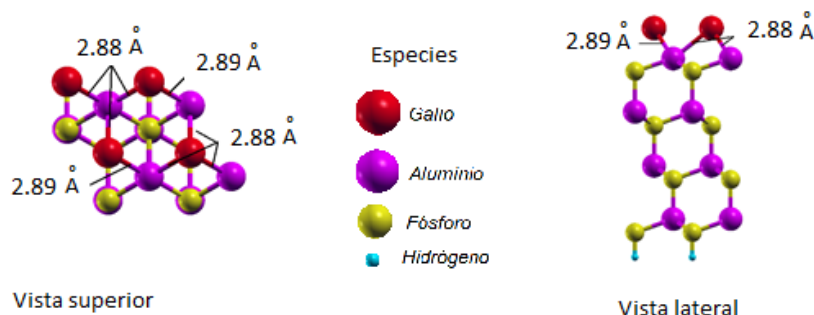 2.88 Å
2.89 Å
2.88 Å
2.89 Å
Vista superior
Especies
Galio
Aluminio
Fósforo
Hidrógeno
2.89 Å
2.88 Å
Vista lateral